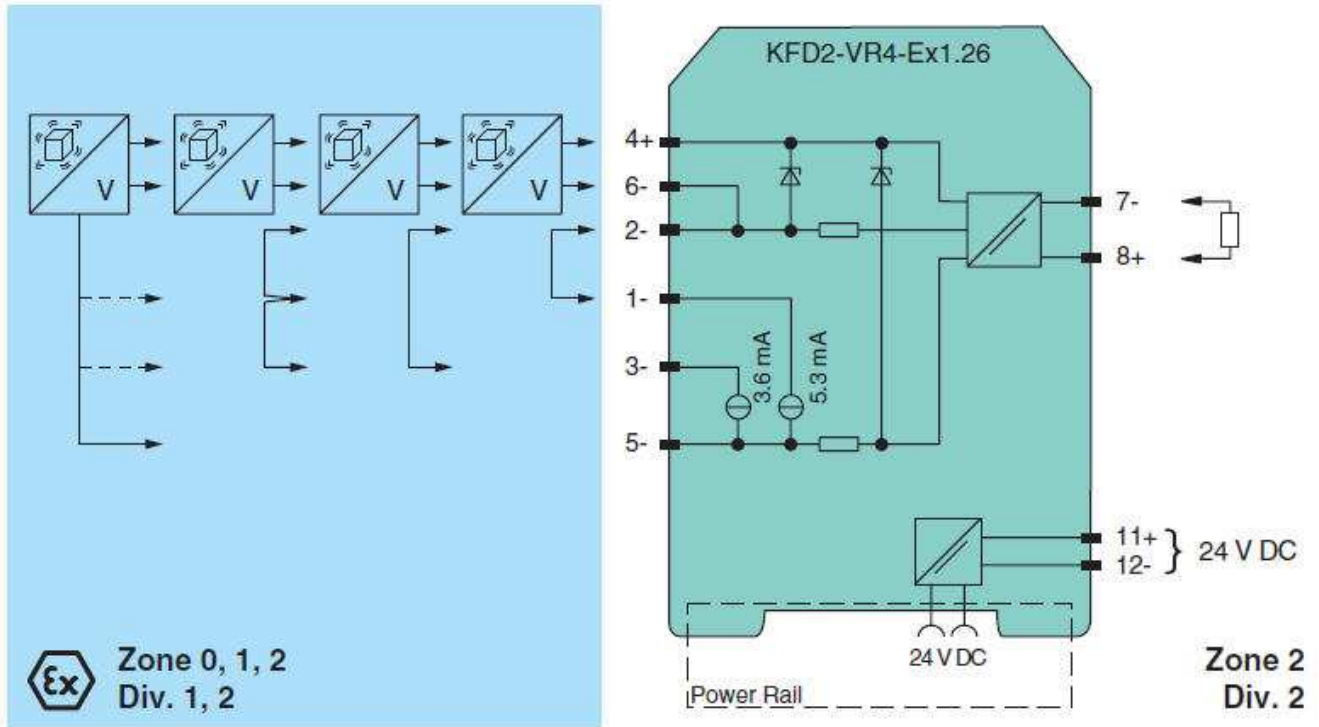 KFD2-VR4-Ex1.26
V
V
V
V
4+
6-
2-
1-
3-
5-
3.6 mA
5.3 mA
7-
8+
11+
12-
} 24 V DC
24 V DC
Power Rail
Ex
Zone 0, 1, 2
Div. 1, 2
Zone 2
Div. 2